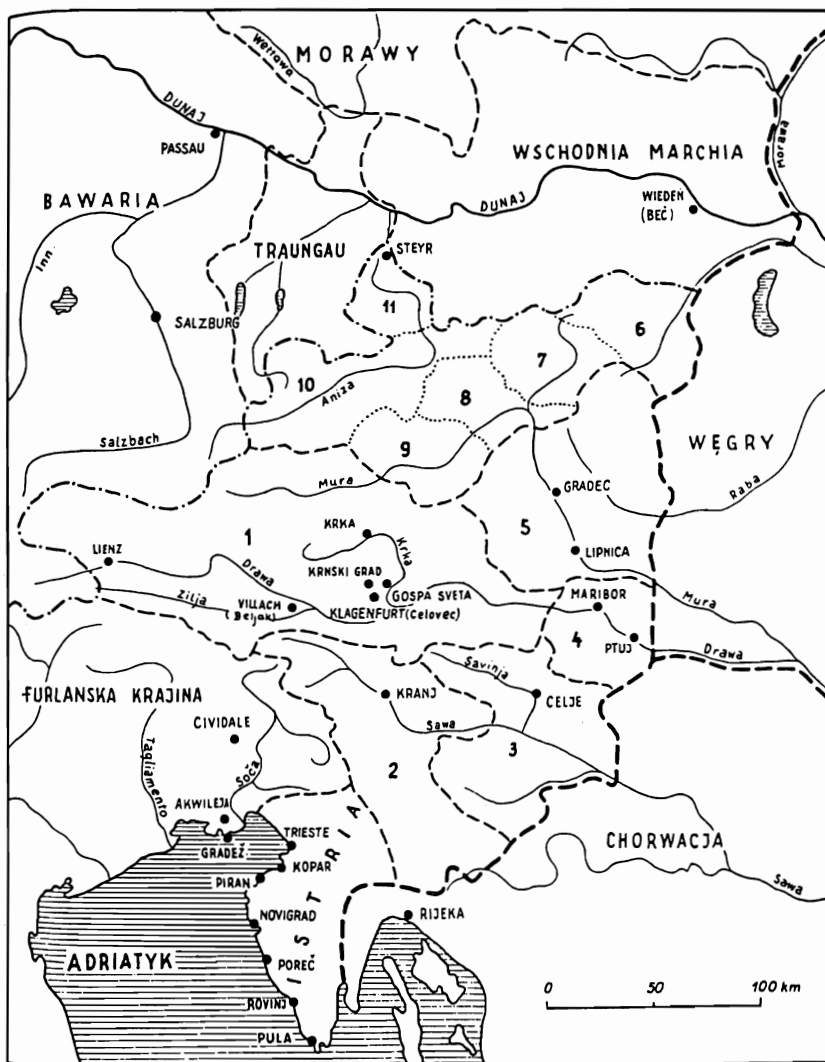 MORAWY
Wełtawa
DUNAJ
PASSAU
WSCHODNIA MARCHIA
Morawa
BAWARIA
DUNAJ
WIEDEŃ
(BEČ)
TRAUNGAU
STEYR
Inn
SALZBURG
11
6
7
10
Aniza
8
9
Salzbach
WĘGRY
Mura
Raba
GRADEC
1
KRKA
5
Krka
LIPNICA
LIENZ
Drawa
KRNSKI GRAD
GOSPA SVETA
MARIBOR
Mura
Zilja
VILLACH
(Beljak)
KLAGENFURT (Celovec)
4
PTUJ
Drawa
Savinja
FURLANSKA KRAJINA
KRANJ
CELJE
CIVIDALE
Sawa
3
Tagliamento
Soča
2
AKWILEJA
GRADEŽ
TRIESTE
CHORWACJA
KOPAR
PIRANJ
ISTRIA
Sawa
NOVIGRAD
RIJEKA
ADRIATYK
POREČ
ROVINJ
0 50 100 km
PULA